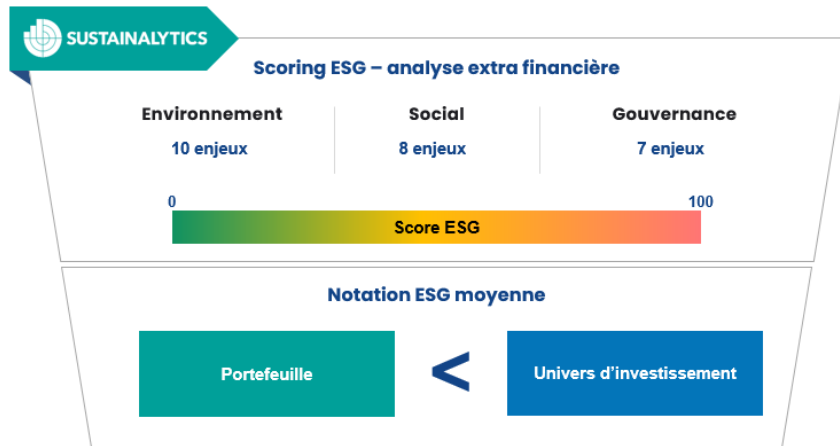 SUSTAINALYTICS
Scoring ESG – analyse extra financière
Environnement Social Gouvernance
10 enjeux 8 enjeux 7 enjeux
0 100
Score ESG
Notation ESG moyenne
Portefeuille < Univers d'investissement